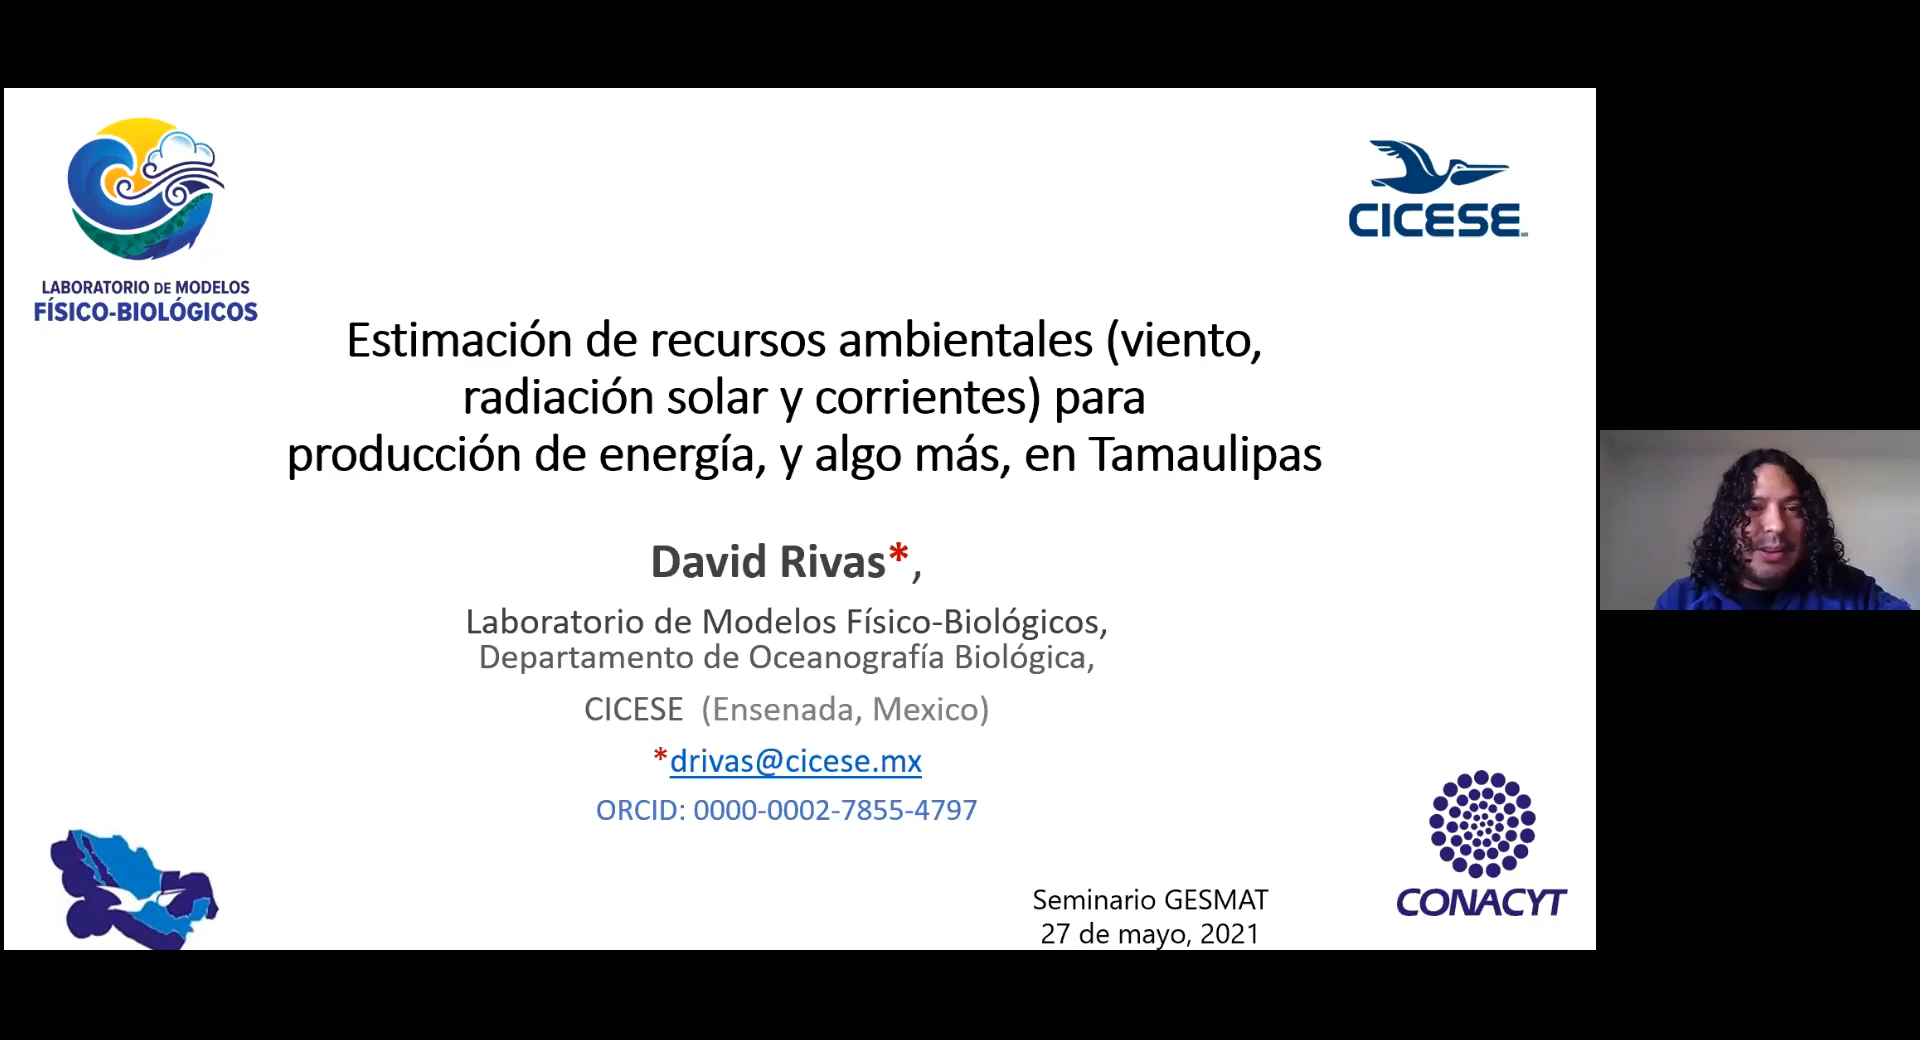 LABORATORIO DE MODELOS
FÍSICO-BIOLÓGICOS
CICESE
Estimación de recursos ambientales (viento,
radiación solar y corrientes) para
producción de energía, y algo más, en Tamaulipas
David Rivas*,
Laboratorio de Modelos Físico-Biológicos,
Departamento de Oceanografía Biológica,
CICESE (Ensenada, Mexico)
*drivas@cicese.mx
ORCID: 0000-0002-7855-4797
Seminario GESMAT
27 de mayo, 2021
CONACYT